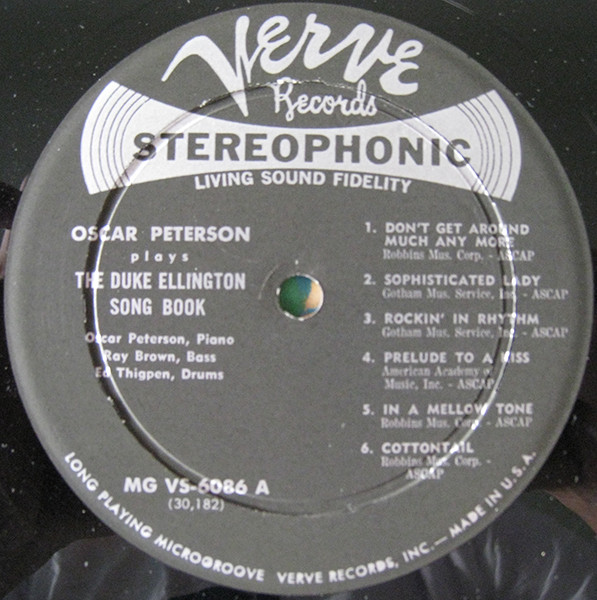 Verve
Records
STEREOPHONIC
LIVING SOUND FIDELITY
OSCAR PETERSON
plays
THE DUKE ELLINGTON
SONG BOOK
Oscar Peterson, Piano
Ray Brown, Bass
Ed Thigpen, Drums
MG VS-6086 A
(30,182)
1. DON'T GET AROUND
MUCH ANY MORE
Robbins Mus. Corp. - ASCAP
2. SOPHISTICATED LADY
Gotham Mus. Service, Inc. - ASCAP
3. ROCKIN' IN RHYTHM
Gotham Mus. Service, Inc. - ASCAP
4. PRELUDE TO A KISS
American Academy of
Music, Inc. - ASCAP
5. IN A MELLOW TONE
Robbins Mus. Corp. - ASCAP
6. COTTONTAIL
Robbins Mus. Corp. -
ASCAP
LONG PLAYING MICROGROOVE VERVE RECORDS, INC.— MADE IN U.S.A.